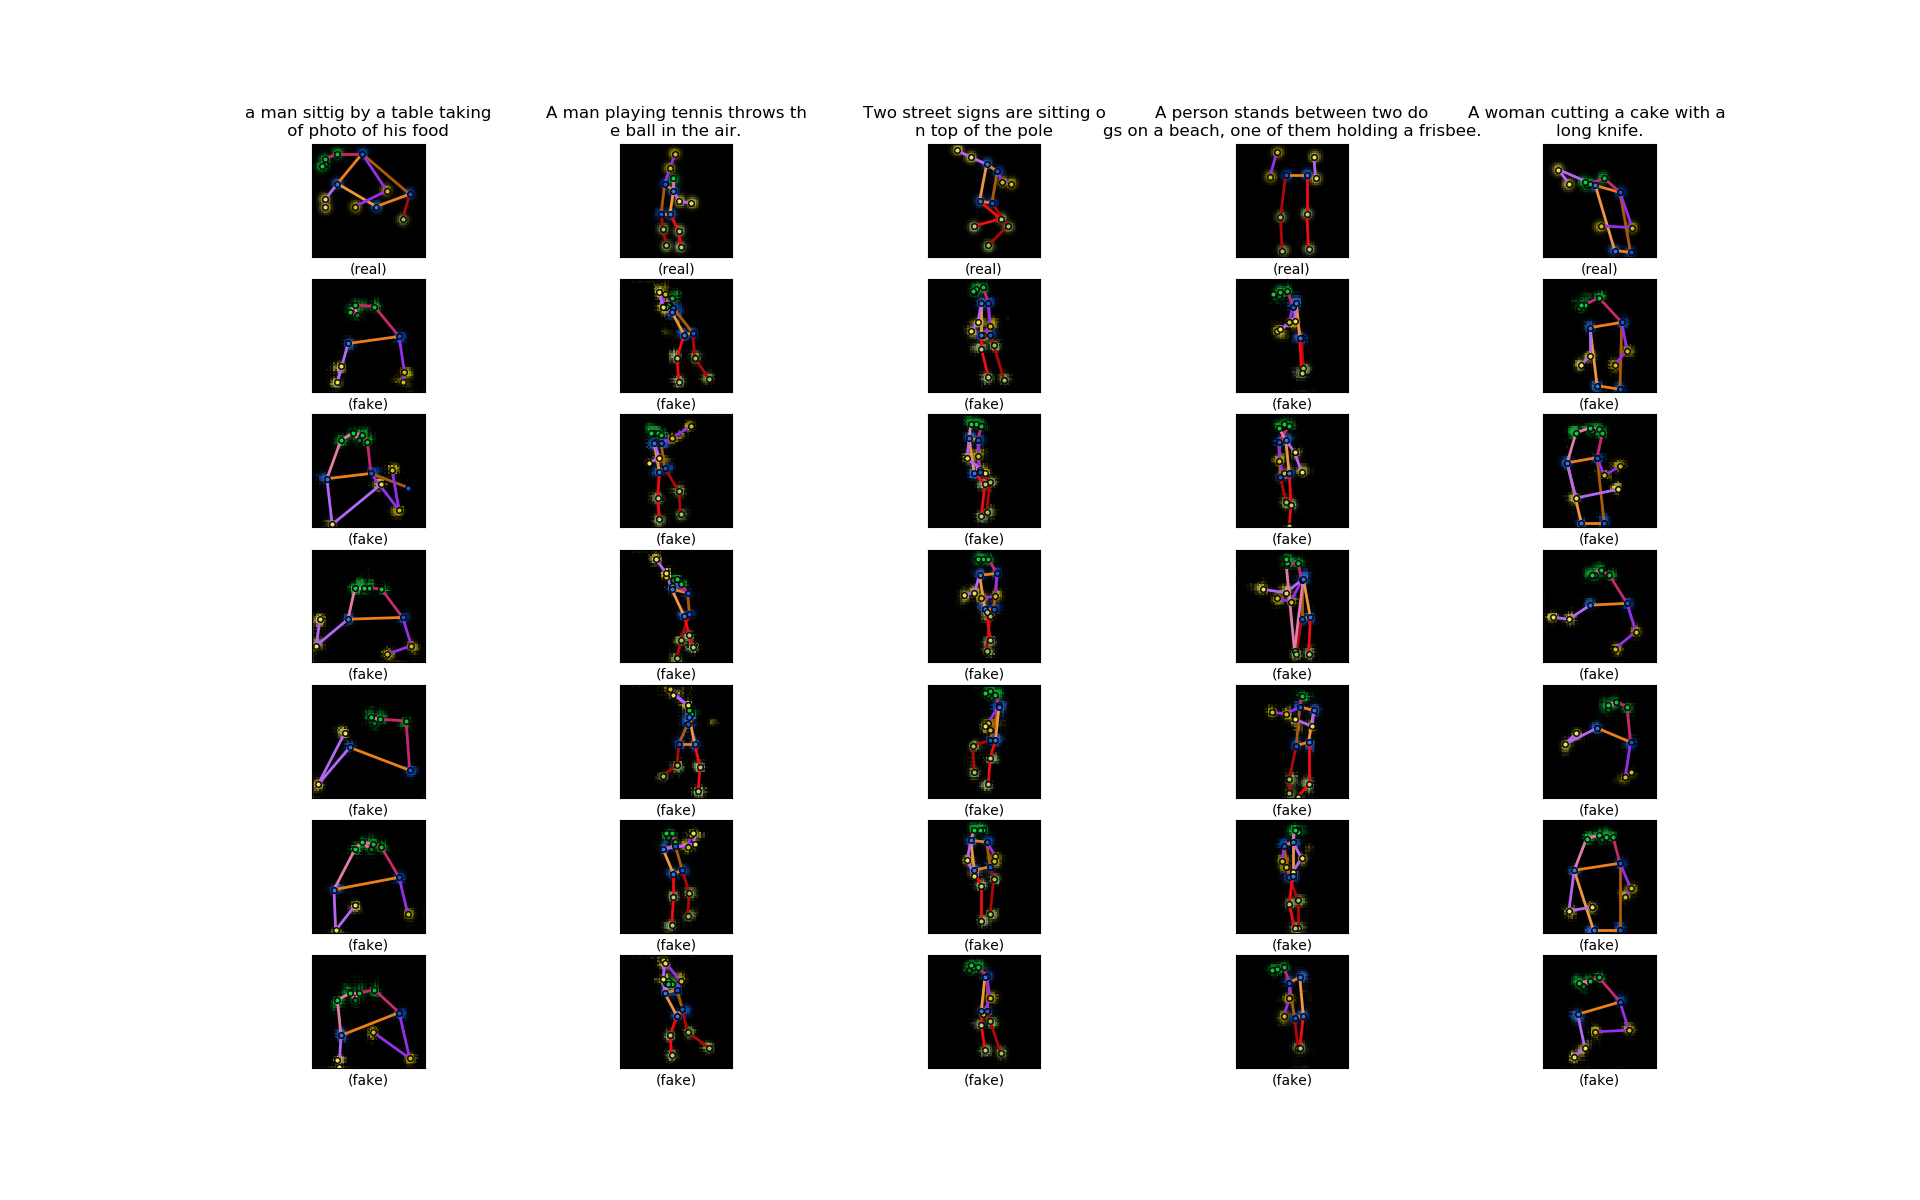 a man sittig by a table taking
of photo of his food
A man playing tennis throws th
e ball in the air.
Two street signs are sitting o
n top of the pole
A person stands between two do
gs on a beach, one of them holding a frisbee.
A woman cutting a cake with a
long knife.
(real) (real) (real) (real) (real)
(fake) (fake) (fake) (fake) (fake)
(fake) (fake) (fake) (fake) (fake)
(fake) (fake) (fake) (fake) (fake)
(fake) (fake) (fake) (fake) (fake)
(fake) (fake) (fake) (fake) (fake)
(fake) (fake) (fake) (fake) (fake)